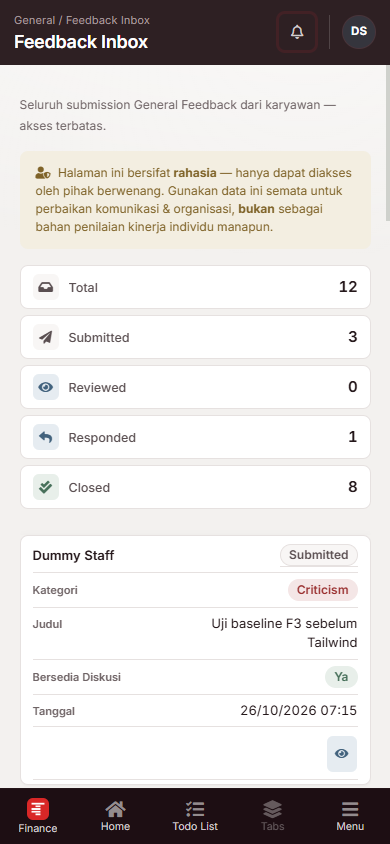 General / Feedback Inbox
Feedback Inbox
DS
Seluruh submission General Feedback dari karyawan —
akses terbatas.
Halaman ini bersifat rahasia — hanya dapat diakses
oleh pihak berwenang. Gunakan data ini semata untuk
perbaikan komunikasi & organisasi, bukan sebagai
bahan penilaian kinerja individu manapun.
Total 12
Submitted 3
Reviewed 0
Responded 1
Closed 8
Dummy Staff Submitted
Kategori Criticism
Judul Uji baseline F3 sebelum
Tailwind
Bersedia Diskusi Ya
Tanggal 26/10/2026 07:15
Finance Home Todo List Tabs Menu